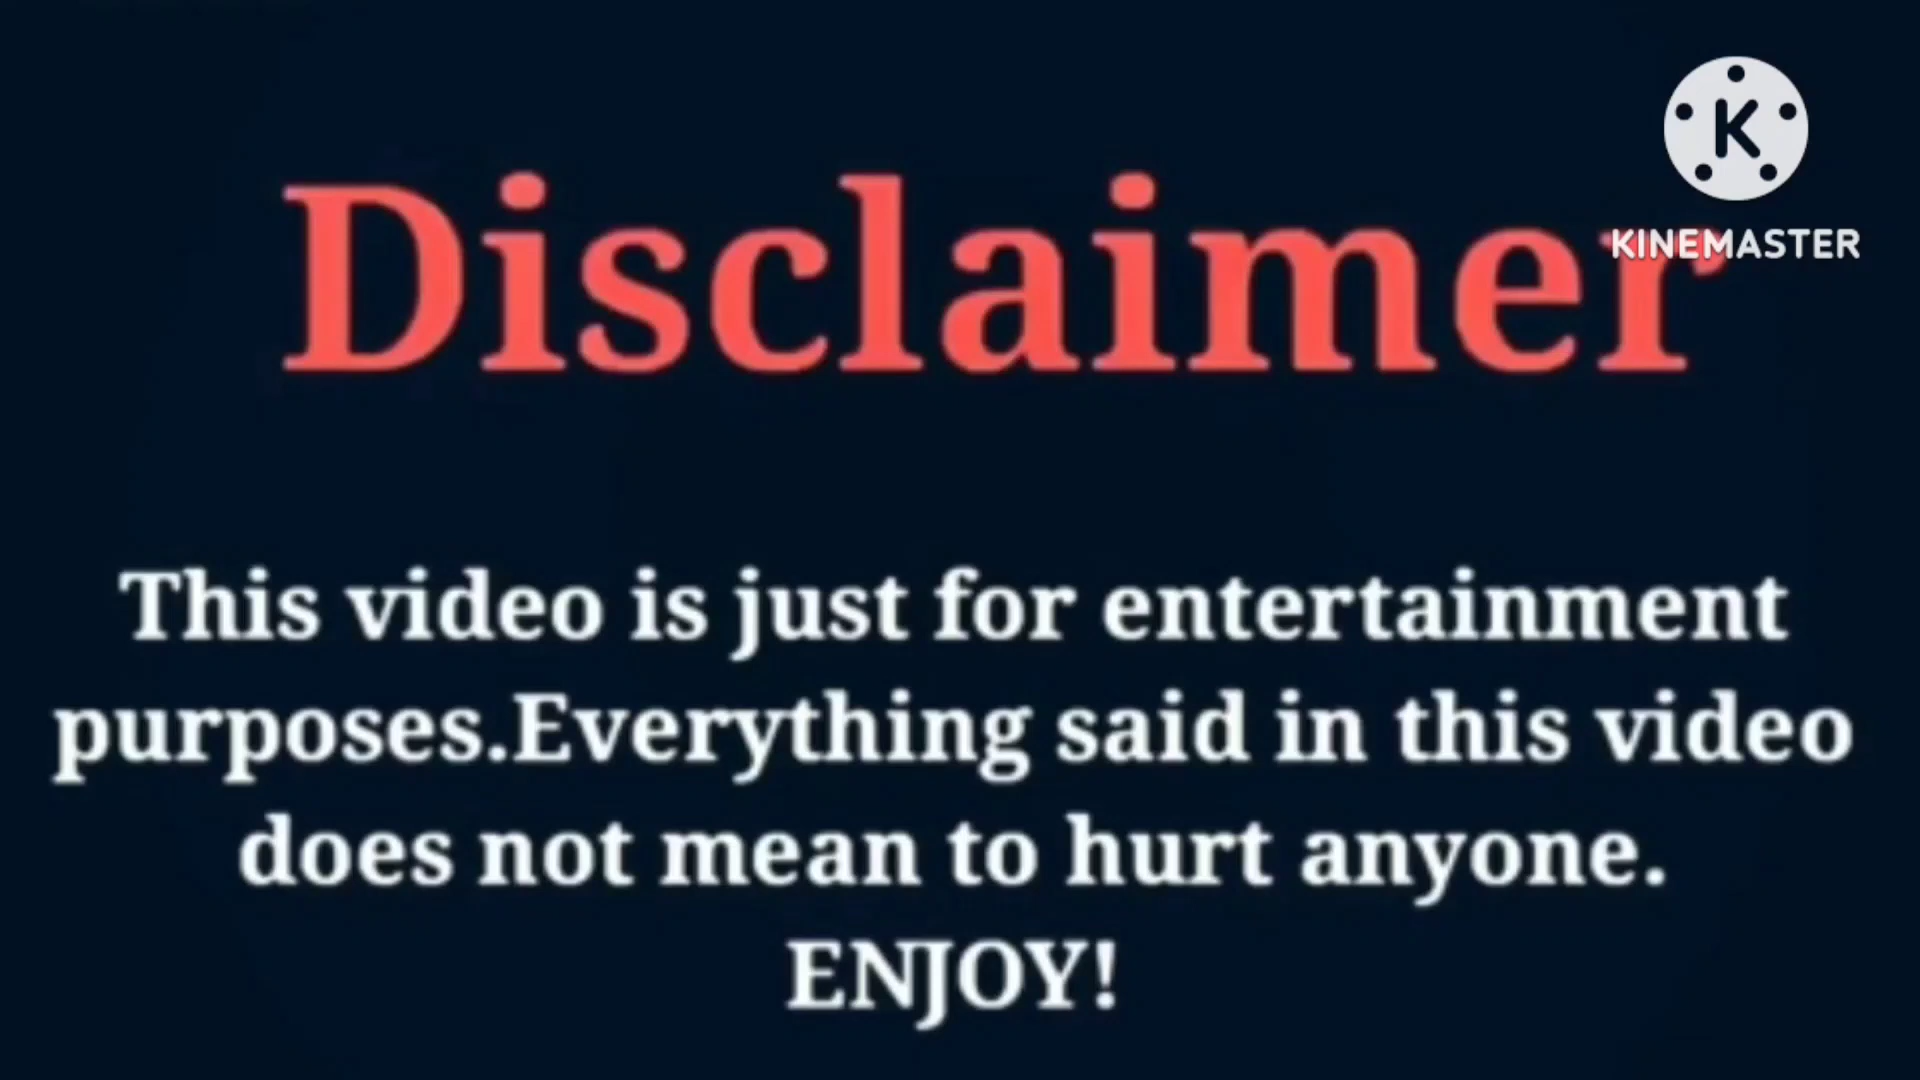 K
KINEMASTER
Disclaimer
This video is just for entertainment
purposes.Everything said in this video
does not mean to hurt anyone.
ENJOY!